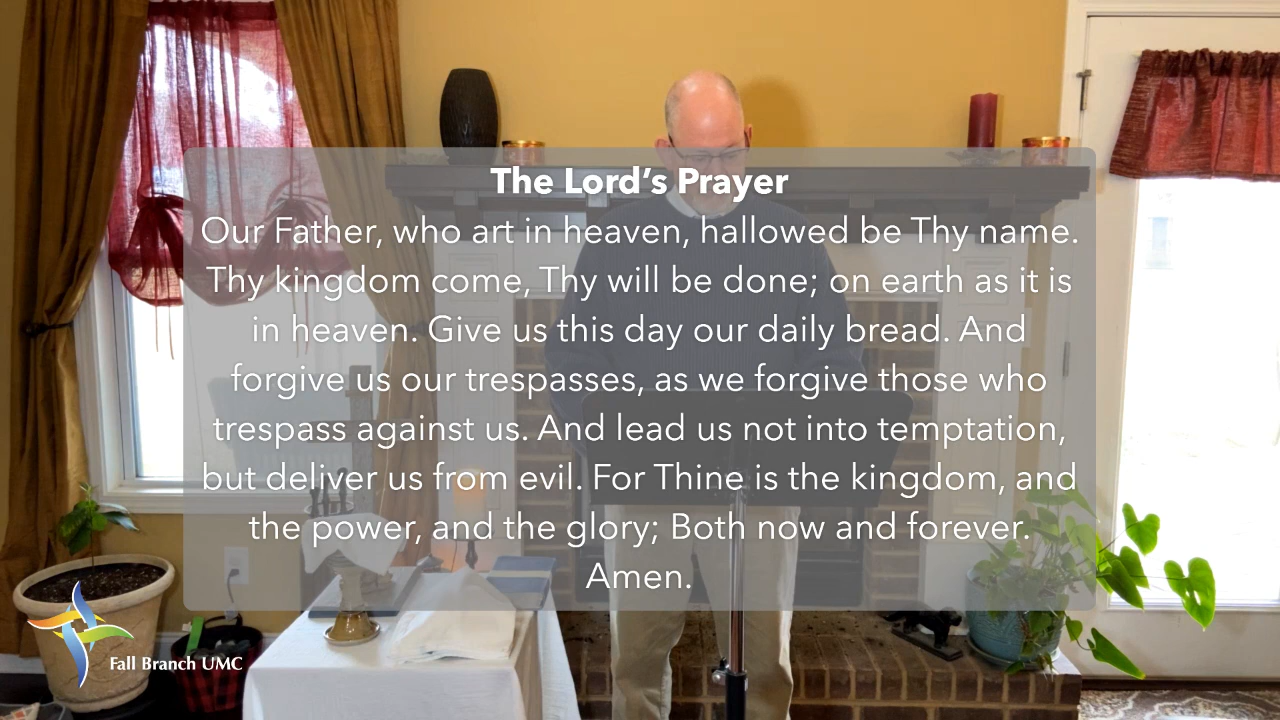 The Lord’s Prayer
Our Father, who art in heaven, hallowed be Thy name.
Thy kingdom come, Thy will be done; on earth as it is
in heaven. Give us this day our daily bread. And
forgive us our trespasses, as we forgive those who
trespass against us. And lead us not into temptation,
but deliver us from evil. For Thine is the kingdom, and
the power, and the glory; Both now and forever.
Amen.
Fall Branch UMC